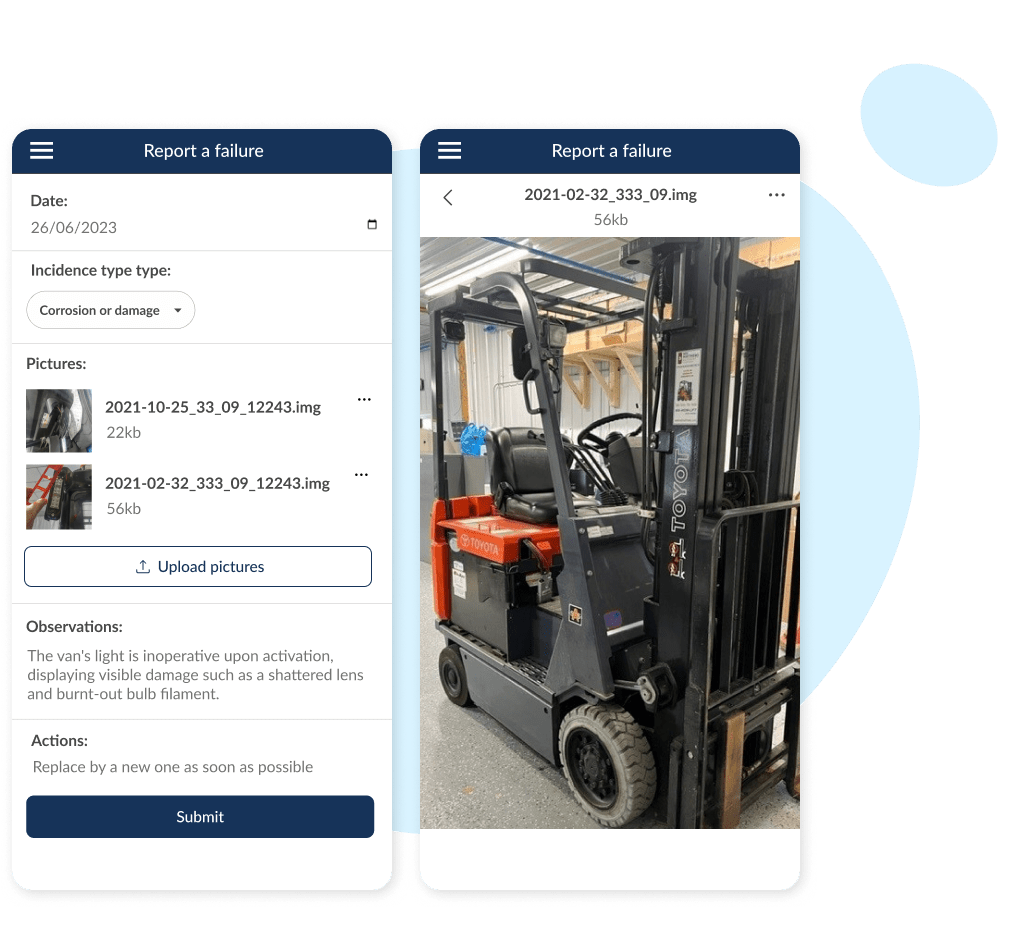 Report a failure
Date:
26/06/2023
Incidence type type:
Corrosion or damage
Pictures:
2021-10-25_33_09_12243.img
22kb
2021-02-32_333_09_12243.img
56kb
Upload pictures
Observations:
The van's light is inoperative upon activation,
displaying visible damage such as a shattered lens
and burnt-out bulb filament.
Actions:
Replace by a new one as soon as possible
Submit
Report a failure
2021-02-32_333_09.img
56kb
TOYOTA
TOYOTA